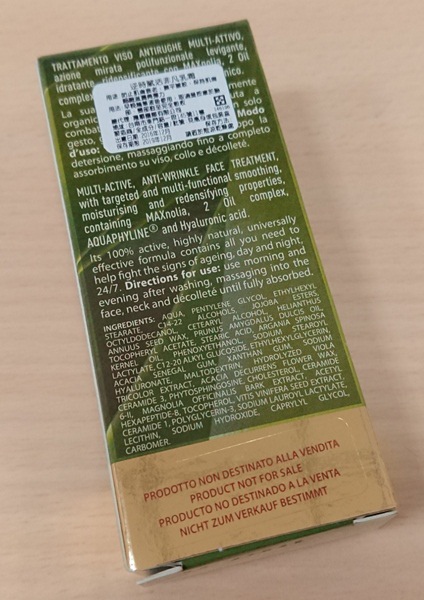 TRATTAMENTO VISO ANTIRUGHE MULTI-ATTIVO,
azione mirata polifunzionale levigante,
2 Oil
comple
La sua
orga
combat
gesto,
Modo
d'uso:
detersione, massaggiando fino a completo
assorbimento su viso, collo e décolleté.
MULTI-ACTIVE, ANTI-WRINKLE FACE TREATMENT,
with targeted and multi-functional smoothing,
moisturising and redensifying properties,
containing MAXnolia, 2 Oil complex,
AQUAPHYLINE® and Hyaluronic acid.
Its 100% active, highly natural, universally
effective formula contains all you need to
help fight the signs of ageing, day and night,
24/7. Directions for use: use morning and
evening after washing, massaging into the
face, neck and décolleté until fully absorbed.
INGREDIENTS: AQUA, PENTYLENE GLYCOL, ETHYLHEXYL
STEARATE, C14-22 ALCOHOLS, JOJOBA ESTERS,
OCTYLDODECANOL, CETEARYL ALCOHOL, HELIANTHUS
ANNUUS SEED WAX, PRUNUS AMYGDALUS DULCIS OIL,
TOCOPHERYL ACETATE, STEARIC ACID, ARGANIA SPINOSA
KERNEL OIL, PHENOXYETHANOL, SODIUM STEAROYL
LACTYLATE, C12-20 ALKYL GLUCOSIDE, ETHYLHEXYLGLYCERIN,
ACACIA SENEGAL GUM, XANTHAN GUM, SODIUM
HYALURONATE, MALTODEXTRIN, HYDROLYZED VIOLA
TRICOLOR EXTRACT, ACACIA DECURRENS FLOWER WAX,
CERAMIDE 3, PHYTOSPHINGOSINE, CHOLESTEROL, CERAMIDE
6-II, MAGNOLIA OFFICINALIS BARK EXTRACT, ACETYL
HEXAPEPTIDE-8, TOCOPHEROL, VITIS VINIFERA SEED EXTRACT,
CERAMIDE 1, POLYGLYCERIN-3, SODIUM LAUROYL LACTYLATE,
LECITHIN, SODIUM HYDROXIDE, CAPRYLYL GLYCOL,
CARBOMER.
PRODOTTO NON DESTINATO ALLA VENDITA
PRODUCT NOT FOR SALE
PRODUCTO NO DESTINADO A LA VENTA
NICHT ZUM VERKAUF BESTIMMT